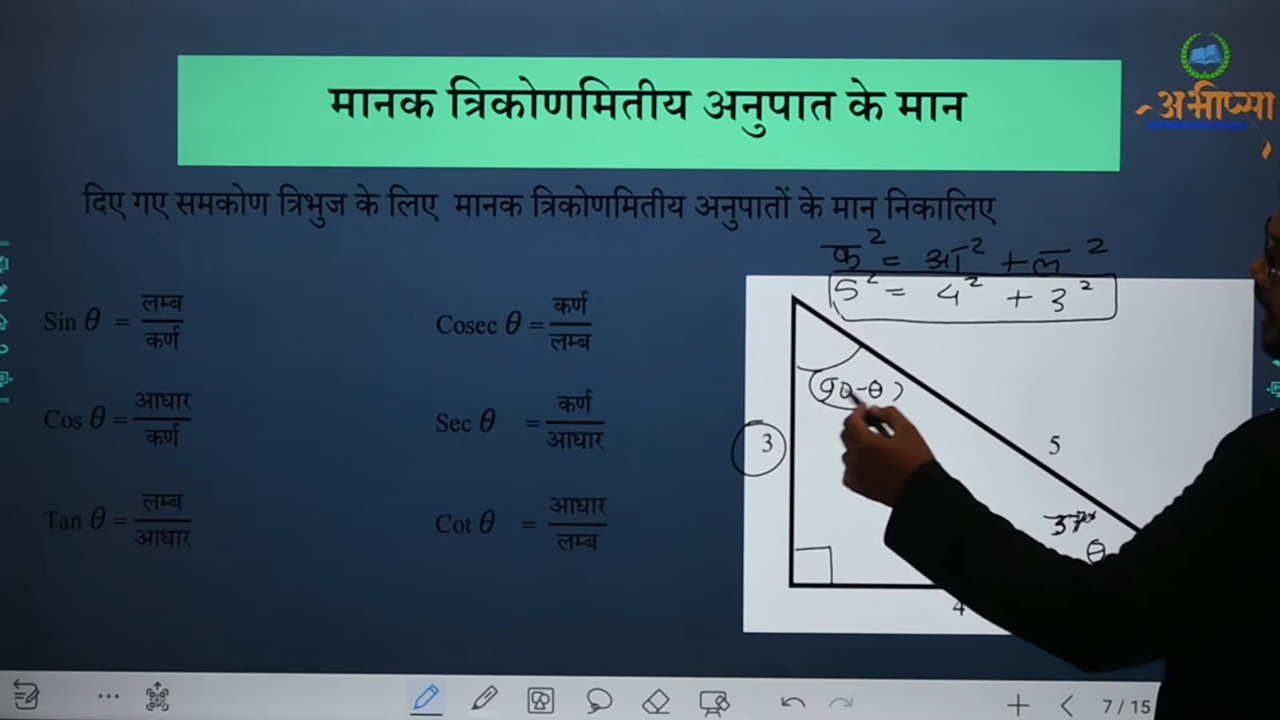 अभीप्सा
मानक त्रिकोणमितीय अनुपात के मान
दिए गए समकोण त्रिभुज के लिए मानक त्रिकोणमितीय अनुपातों के मान निकालिए
क² = आ² + ल²
5² = 4² + 3²
Sin θ = लम्ब/कर्ण
Cosec θ = कर्ण/लम्ब
(90-θ)
Cos θ = आधार/कर्ण
Sec θ = कर्ण/आधार
3
5
Tan θ = लम्ब/आधार
Cot θ = आधार/लम्ब
37°
θ
4
7 / 15